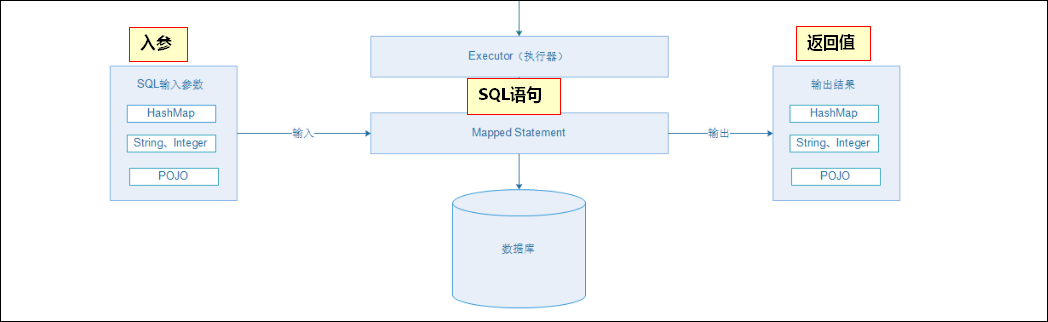 入参
Executor（执行器）
返回值
SQL输入参数
HashMap
String、Integer
POJO
SQL语句
输入
Mapped Statement
输出
输出结果
HashMap
String、Integer
POJO
数据库